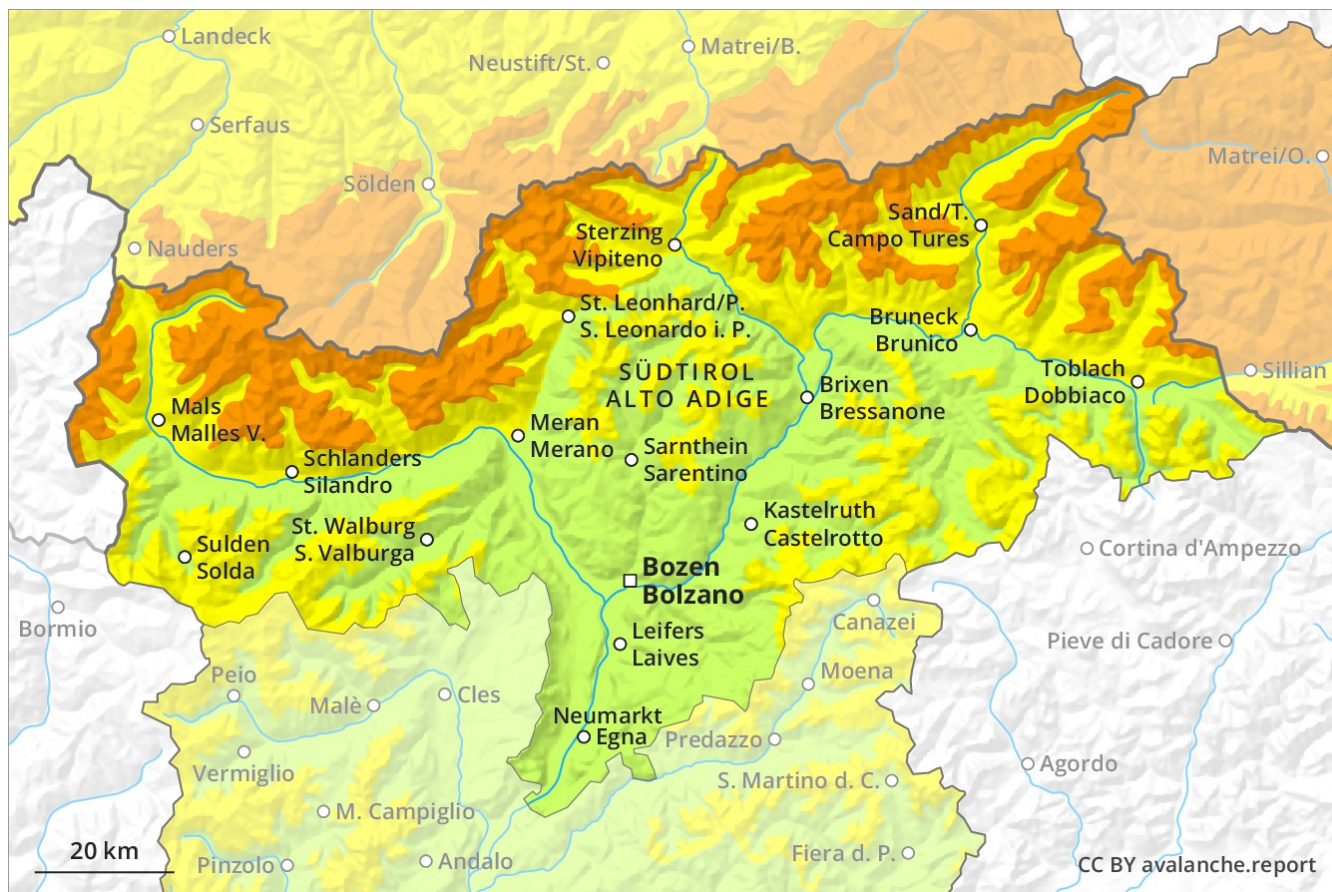 Landeck
Matrei/B.
Neustift/St.
Serfaus
Matrei/O.
Sölden
Nauders
Sand/T.
Campo Tures
Sterzing
Vipiteno
St. Leonhard/P.
S. Leonardo i. P.
Bruneck
Brunico
SÜDTIROL
ALTO ADIGE
Toblach
Dobbiaco
Sillian
Brixen
Bressanone
Mals
Malles V.
Meran
Merano
Sarnthein
Sarentino
Schlanders
Silandro
Kastelruth
Castelrotto
St. Walburg
S. Valburga
Sulden
Solda
Cortina d'Ampezzo
Bozen
Bolzano
Bormio
Canazei
Leifers
Laives
Pieve di Cadore
Peio
Moena
Malè
Cles
Neumarkt
Egna
Predazzo
Vermiglio
Agordo
S. Martino d. C.
M. Campiglio
20 km
Pinzolo
Andalo
Fiera d. P.
CC BY avalanche.report